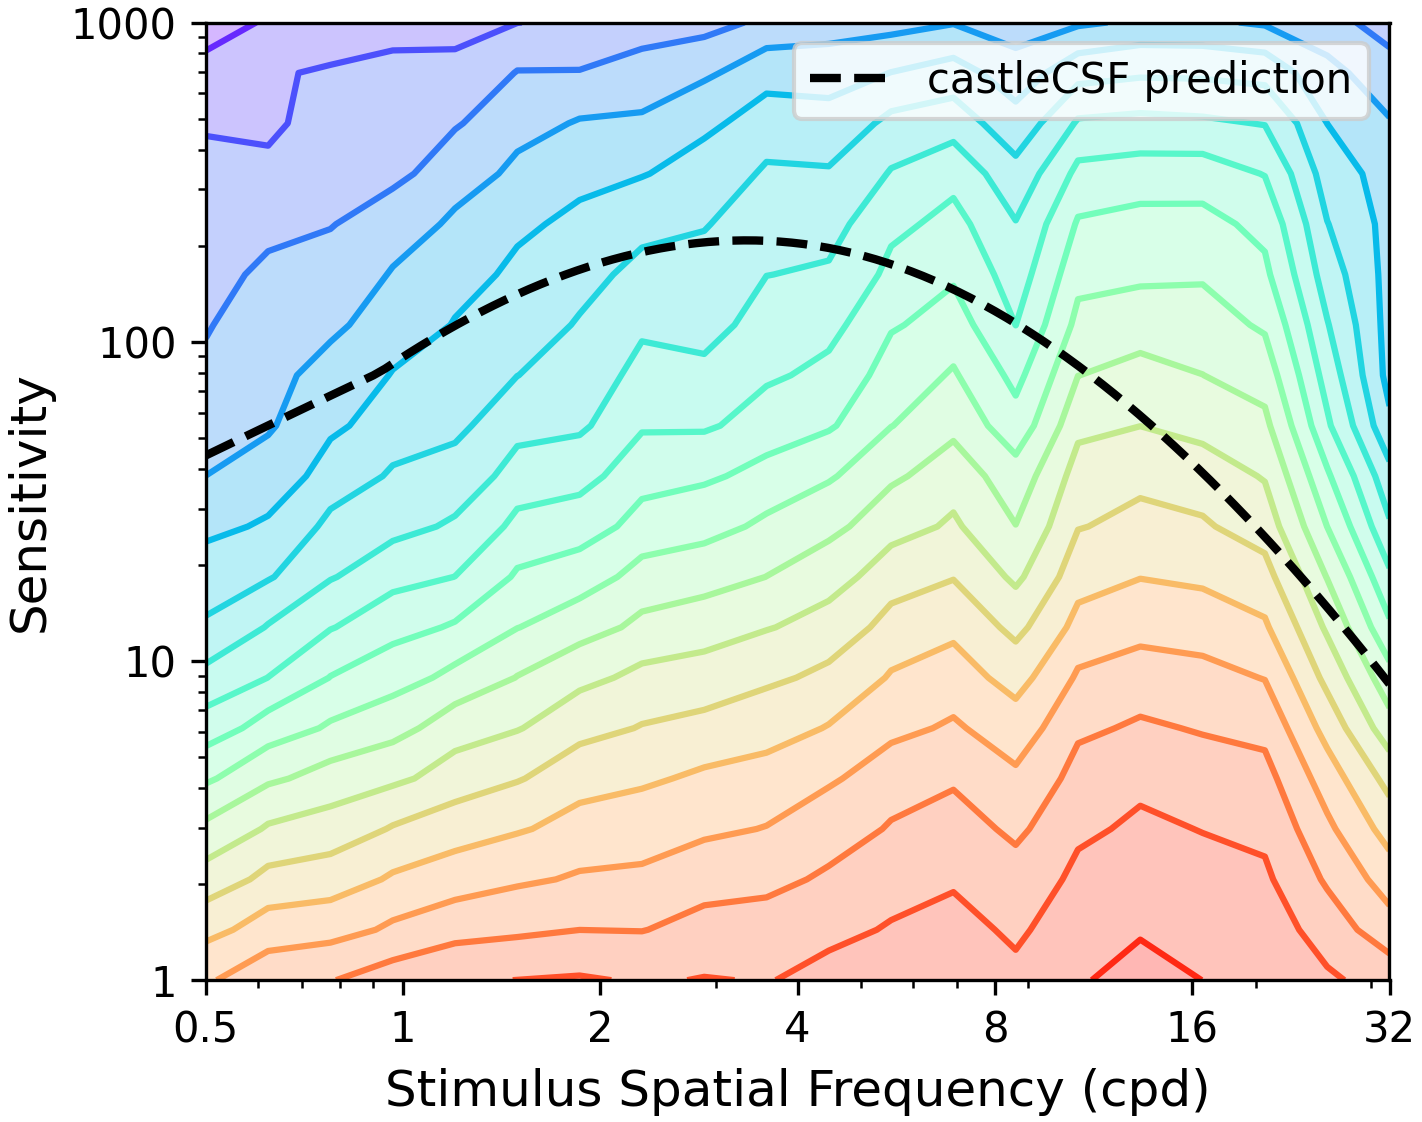 1000
100
10
1
Sensitivity
castleCSF prediction
0.5 1 2 4 8 16 32
Stimulus Spatial Frequency (cpd)